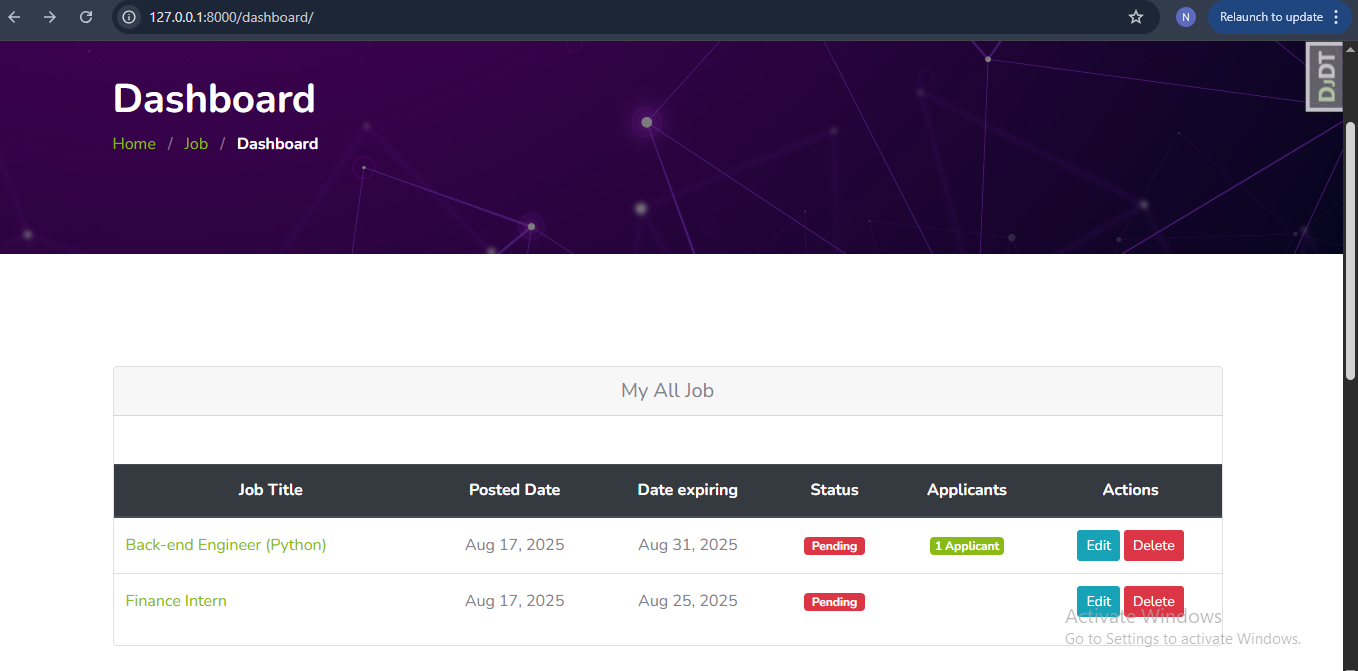 127.0.0.1:8000/dashboard/
N
Relaunch to update
DjDT
Dashboard
Home / Job / Dashboard
My All Job
Job Title Posted Date Date expiring Status Applicants Actions
Back-end Engineer (Python) Aug 17, 2025 Aug 31, 2025 Pending 1 Applicant Edit Delete
Finance Intern Aug 17, 2025 Aug 25, 2025 Pending Edit Delete
Activate Windows
Go to Settings to activate Windows.